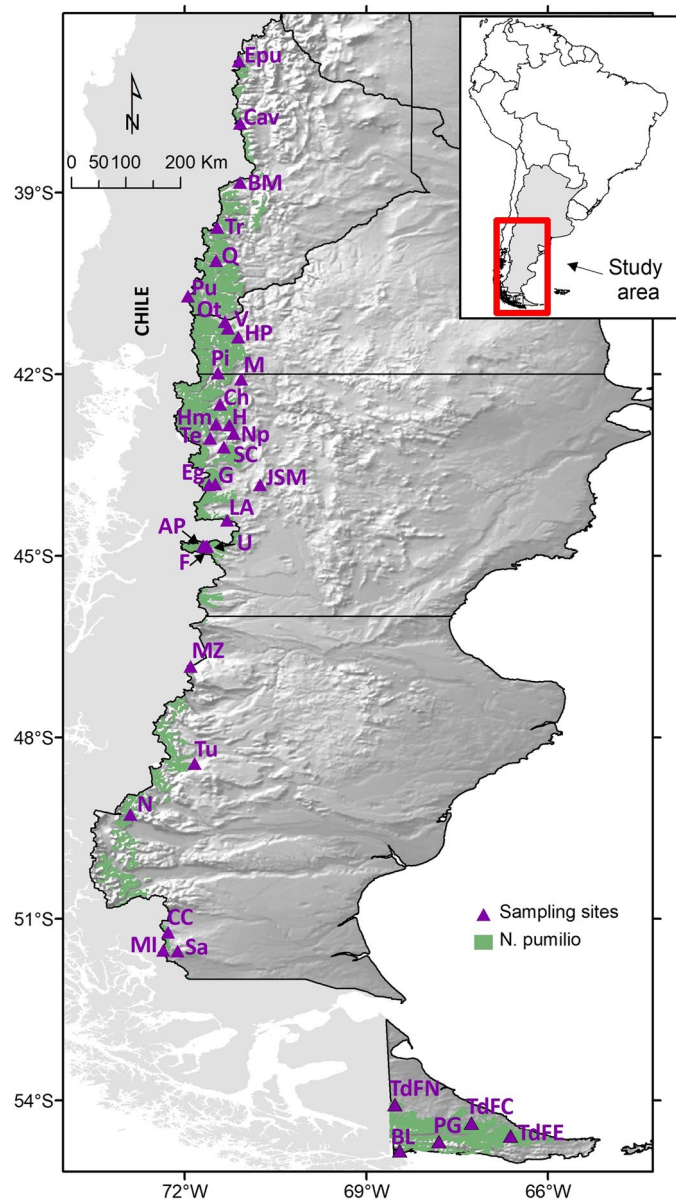 Epu
Cav
N
0 50 100 200 Km
39°S
BM
Tr
Q
Study
area
Pu
Ot
V
CHILE
HP
Pi
M
42°S
Ch
Hm
H
Te
Np
SC
Eg
G
JSM
LA
AP
U
45°S
F
MZ
48°S
Tu
N
Sampling sites
51°S
CC
N. pumilio
MI
Sa
54°S
TdFN
TdFC
PG
BL
TdFE
72°W
69°W
66°W